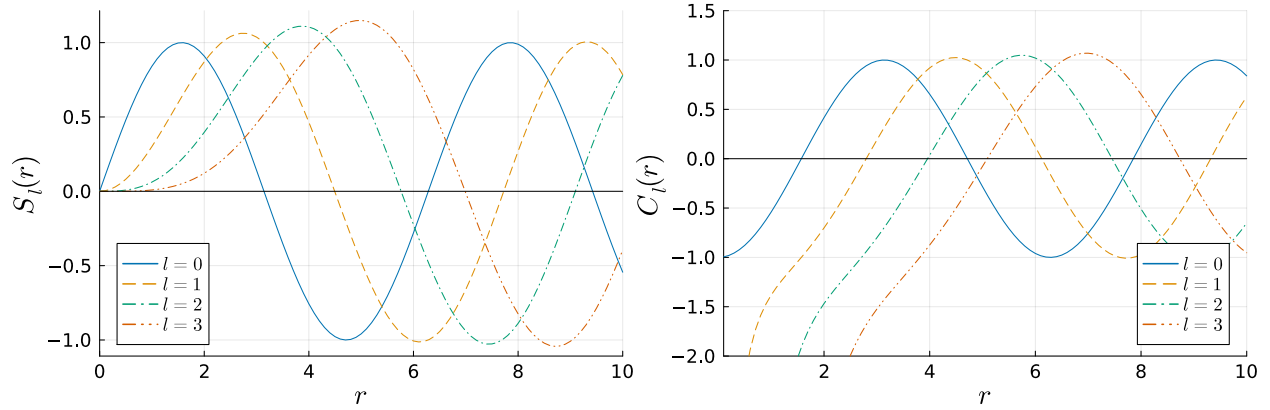 1.0
0.5
0.0
−0.5
−1.0
S_l(r)
0 2 4 6 8 10
r
l = 0
l = 1
l = 2
l = 3
1.5
1.0
0.5
0.0
−0.5
−1.0
−1.5
−2.0
C_l(r)
2 4 6 8 10
r
l = 0
l = 1
l = 2
l = 3